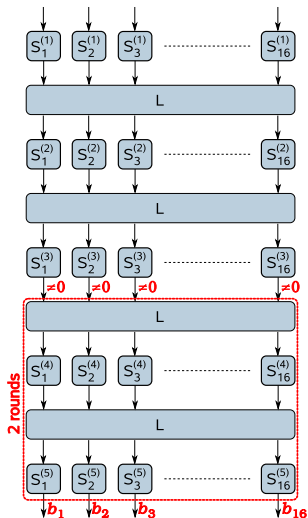 S₁⁽¹⁾ S₂⁽¹⁾ S₃⁽¹⁾ S₁₆⁽¹⁾
L
S₁⁽²⁾ S₂⁽²⁾ S₃⁽²⁾ S₁₆⁽²⁾
L
S₁⁽³⁾ S₂⁽³⁾ S₃⁽³⁾ S₁₆⁽³⁾
≠0 ≠0 ≠0 ≠0
L
S₁⁽⁴⁾ S₂⁽⁴⁾ S₃⁽⁴⁾ S₁₆⁽⁴⁾
2 rounds
L
S₁⁽⁵⁾ S₂⁽⁵⁾ S₃⁽⁵⁾ S₁₆⁽⁵⁾
b₁ b₂ b₃ b₁₆